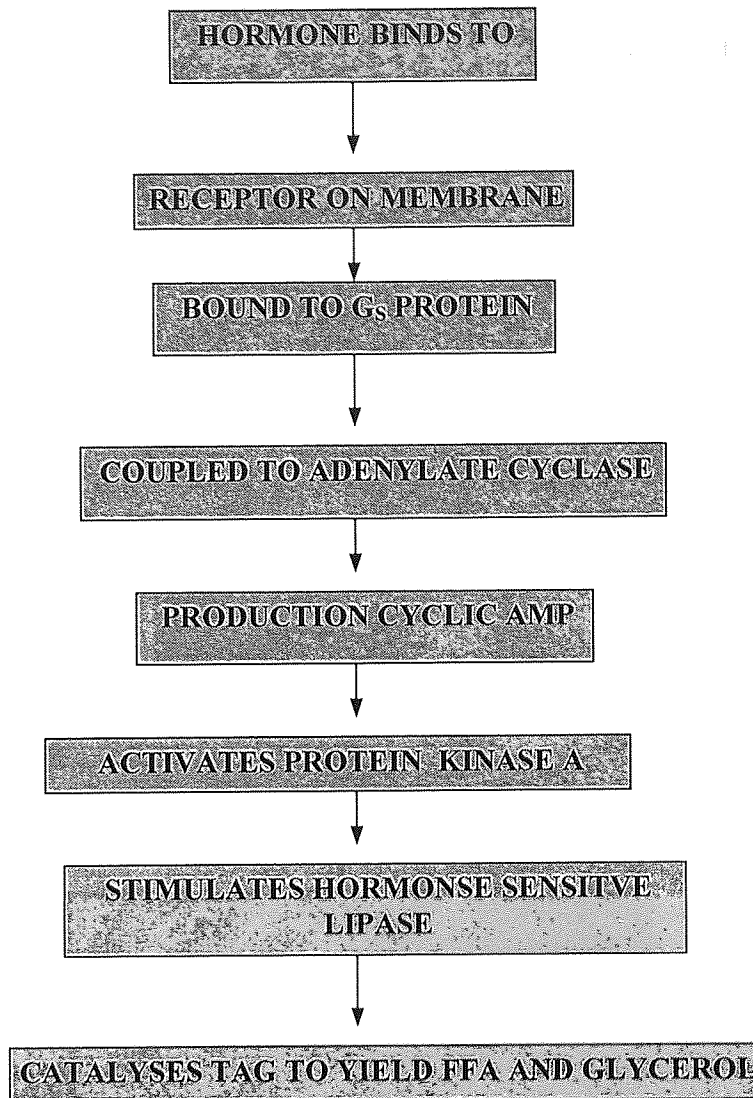 HORMONE BINDS TO
RECEPTOR ON MEMBRANE
BOUND TO GS PROTEIN
COUPLED TO ADENYLATE CYCLASE
PRODUCTION CYCLIC AMP
ACTIVATES PROTEIN KINASE A
STIMULATES HORMONSE SENSITVE
LIPASE
CATALYSES TAG TO YIELD FFA AND GLYCEROL